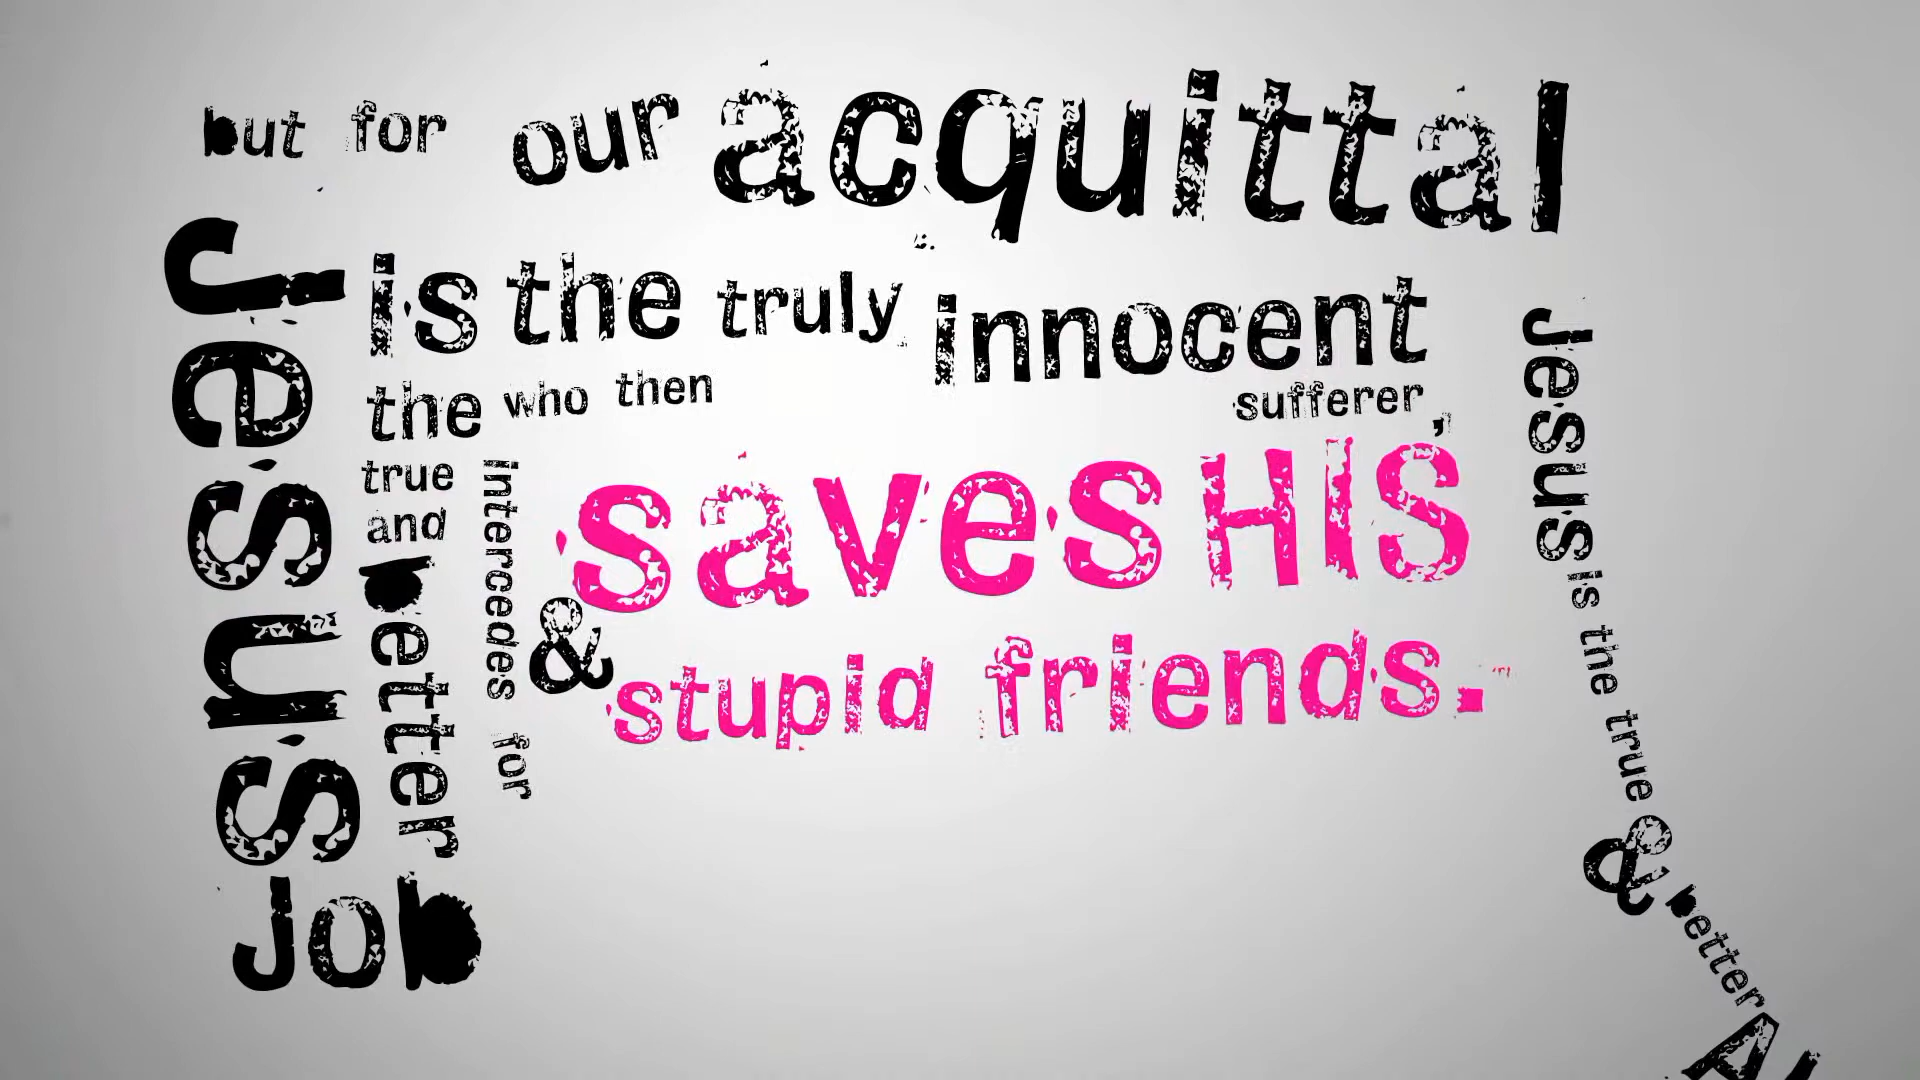 but for our acquittal
Jesus
is the truly innocent
the
true
and
better
Job
sufferer,
who then
intercedes for
& saves HIS
stupid friends.
Jesus is the true & better